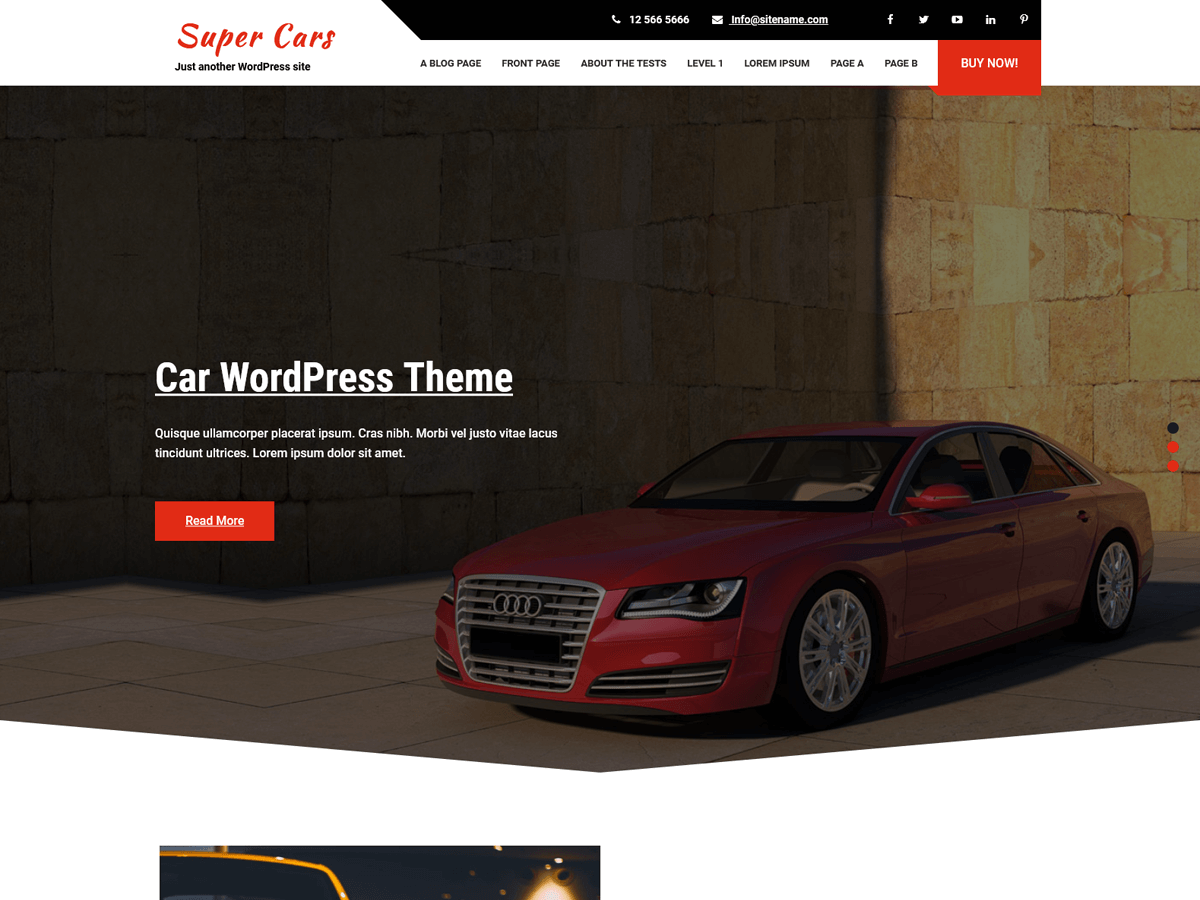 Super Cars
Just another WordPress site
12 566 5666 Info@sitename.com
A BLOG PAGE FRONT PAGE ABOUT THE TESTS LEVEL 1 LOREM IPSUM PAGE A PAGE B BUY NOW!
Car WordPress Theme
Quisque ullamcorper placerat ipsum. Cras nibh. Morbi vel justo vitae lacus
tincidunt ultrices. Lorem ipsum dolor sit amet.
Read More